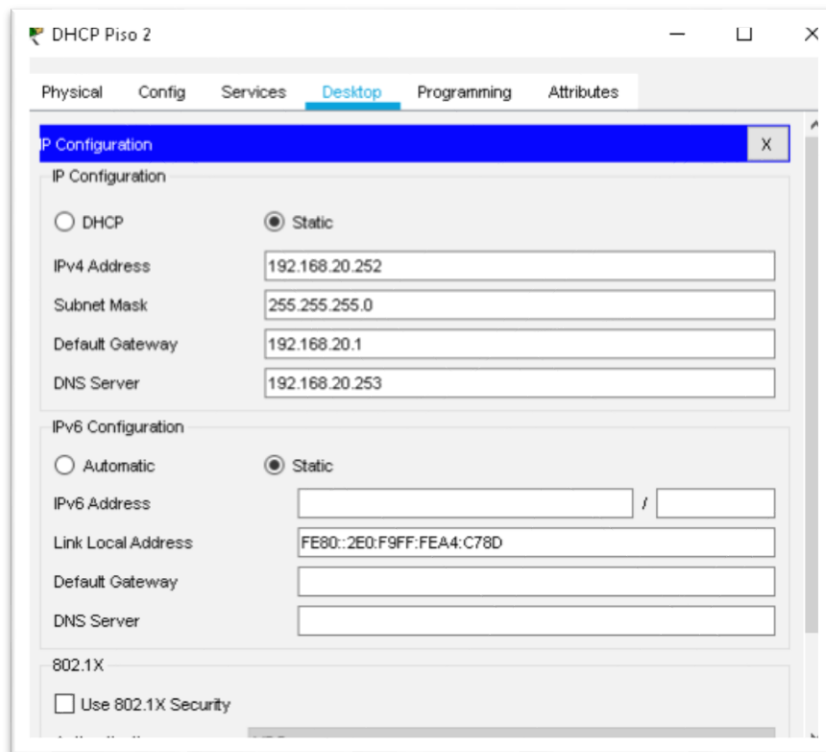 DHCP Piso 2
Physical Config Services Desktop Programming Attributes
IP Configuration X
IP Configuration
DHCP Static
IPv4 Address 192.168.20.252
Subnet Mask 255.255.255.0
Default Gateway 192.168.20.1
DNS Server 192.168.20.253
IPv6 Configuration
Automatic Static
IPv6 Address /
Link Local Address FE80::2E0:F9FF:FEA4:C78D
Default Gateway
DNS Server
802.1X
Use 802.1X Security